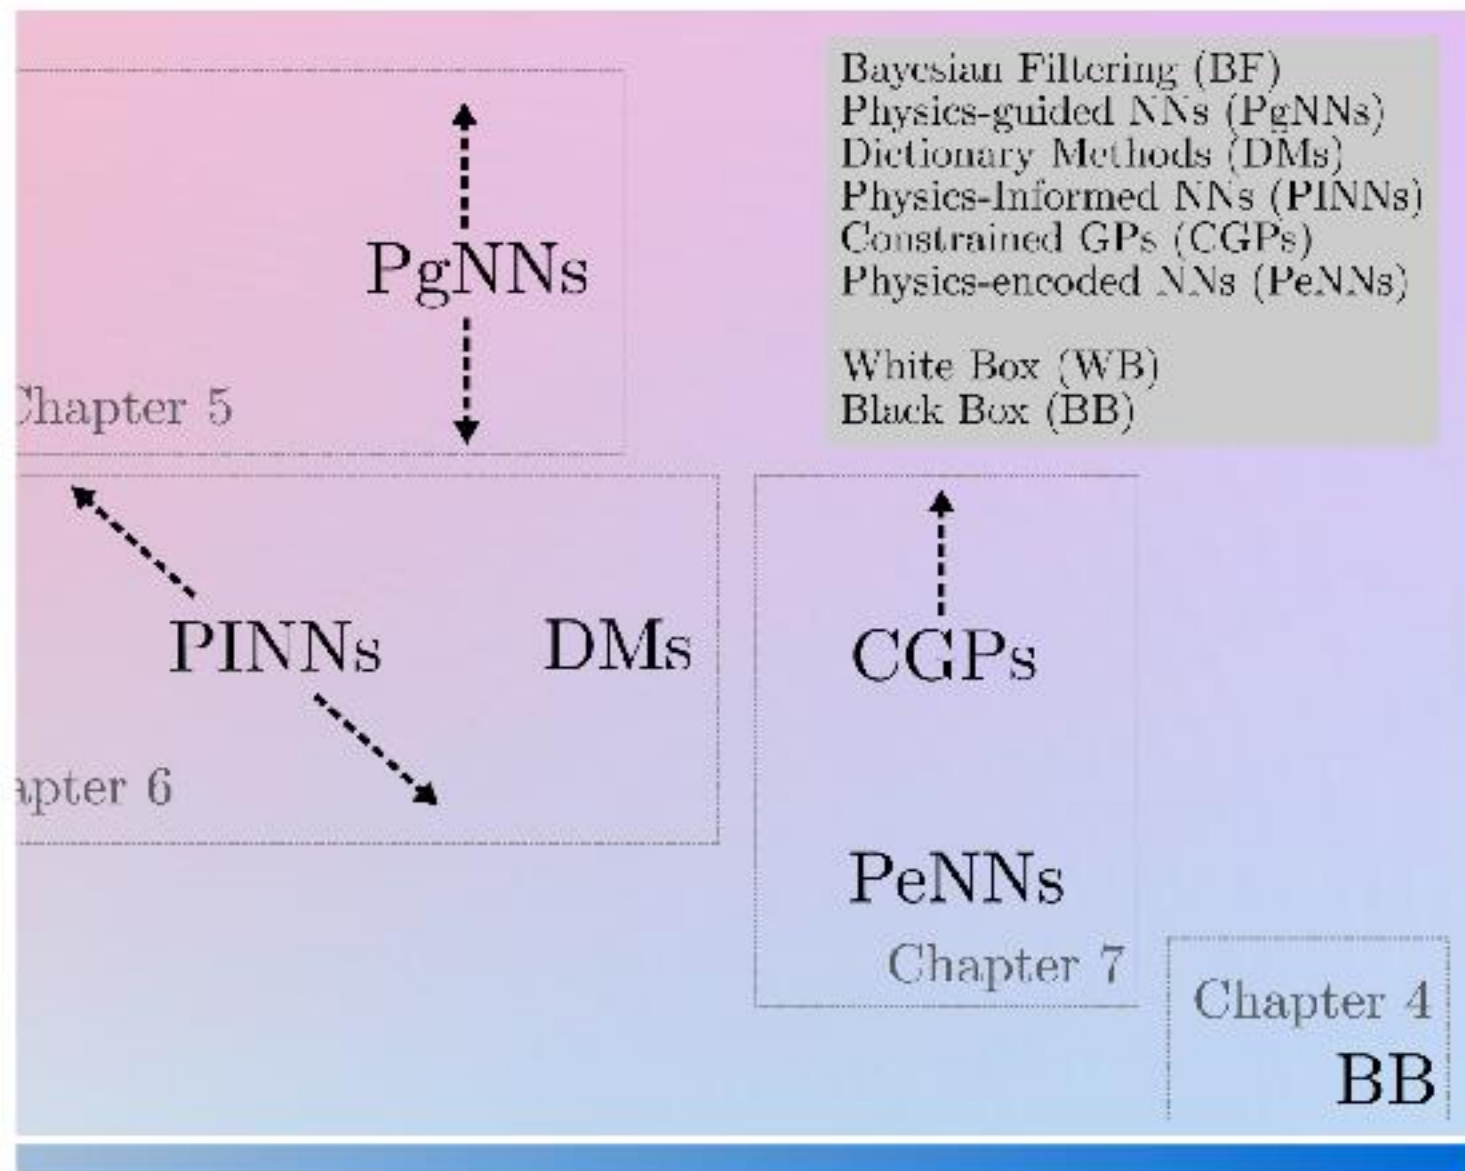 Bayesian Filtering (BF)
Physics-guided NNs (PgNNs)
Dictionary Methods (DMs)
Physics-Informed NNs (PINNs)
Constrained GPs (CGPs)
Physics-encoded NNs (PeNNs)
White Box (WB)
Black Box (BB)
PgNNs
Chapter 5
PINNs
DMs
CGPs
apter 6
PeNNs
Chapter 7
Chapter 4
BB